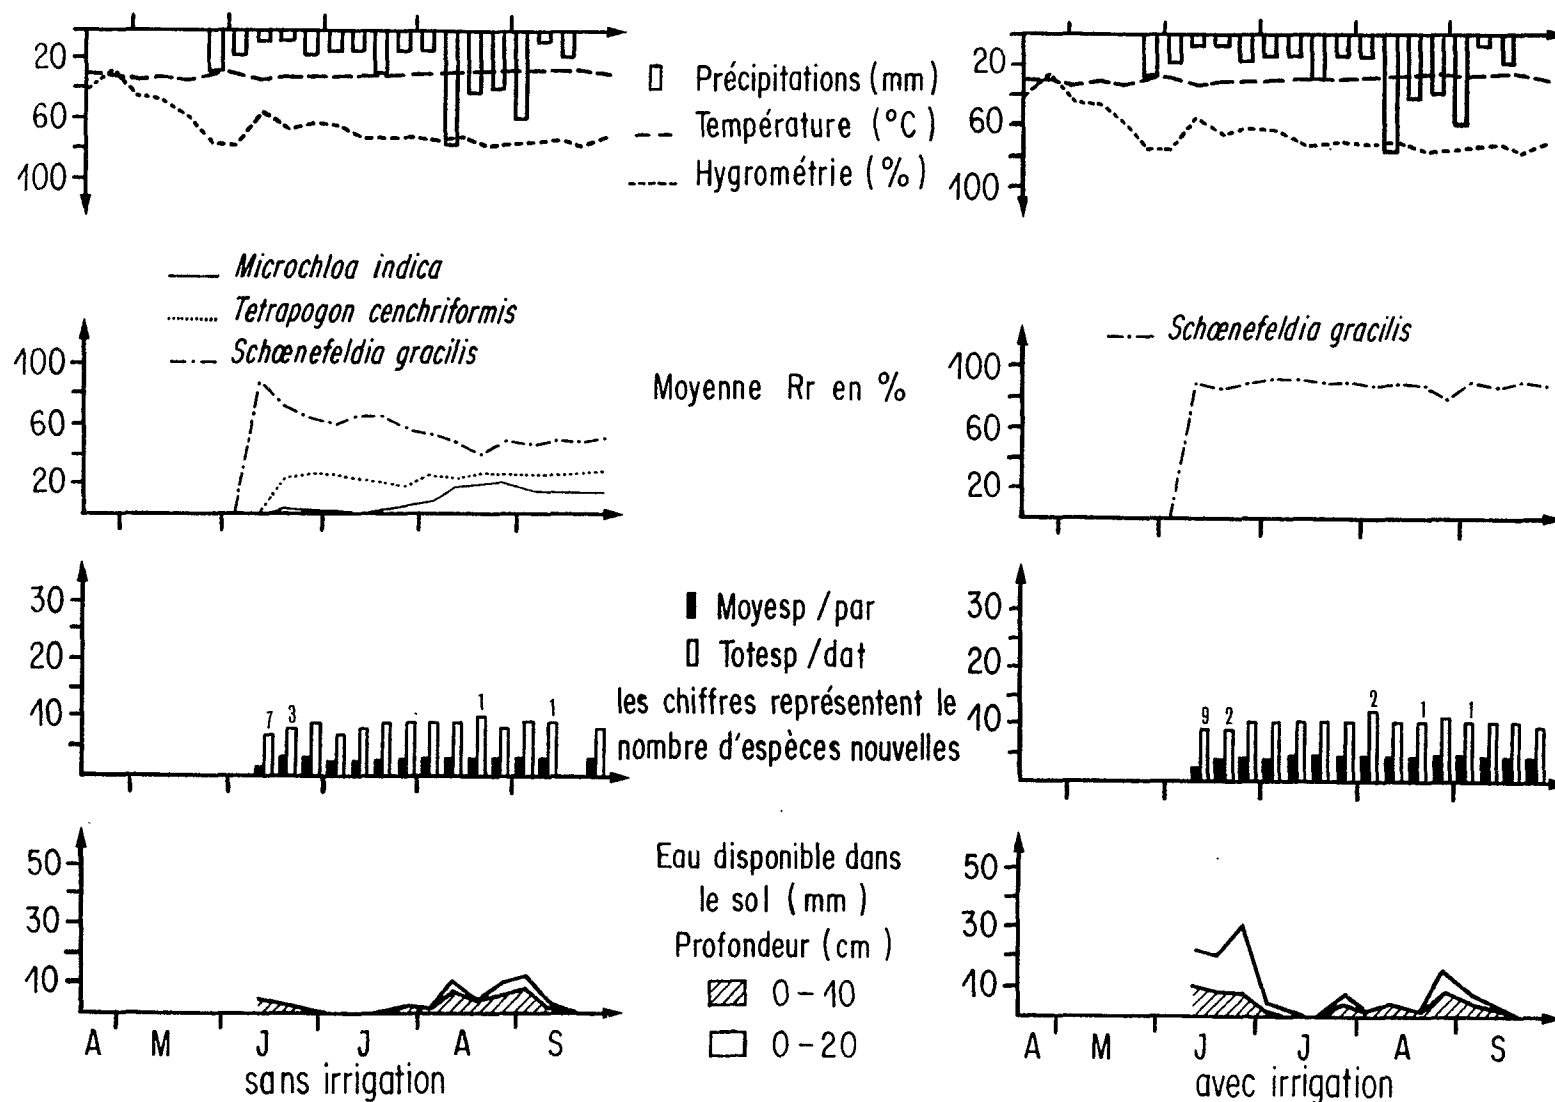 20
60
100
Précipitations (mm)
Température (°C)
Hygrométrie (%)
20
60
100
Microchloa indica
Tetrapogon cenchriformis
Schœnefeldia gracilis
100
60
20
Moyenne Rr en %
Schœnefeldia gracilis
100
60
20
30
20
10
7 3 1 1
Moyesp /par
Totesp /dat
les chiffres représentent le
nombre d'espèces nouvelles
30
20
10
9 2 2 1 1
50
30
10
A M J J A S
sans irrigation
Eau disponible dans
le sol (mm)
Profondeur (cm)
0-10
0-20
50
30
10
A M J J A S
avec irrigation